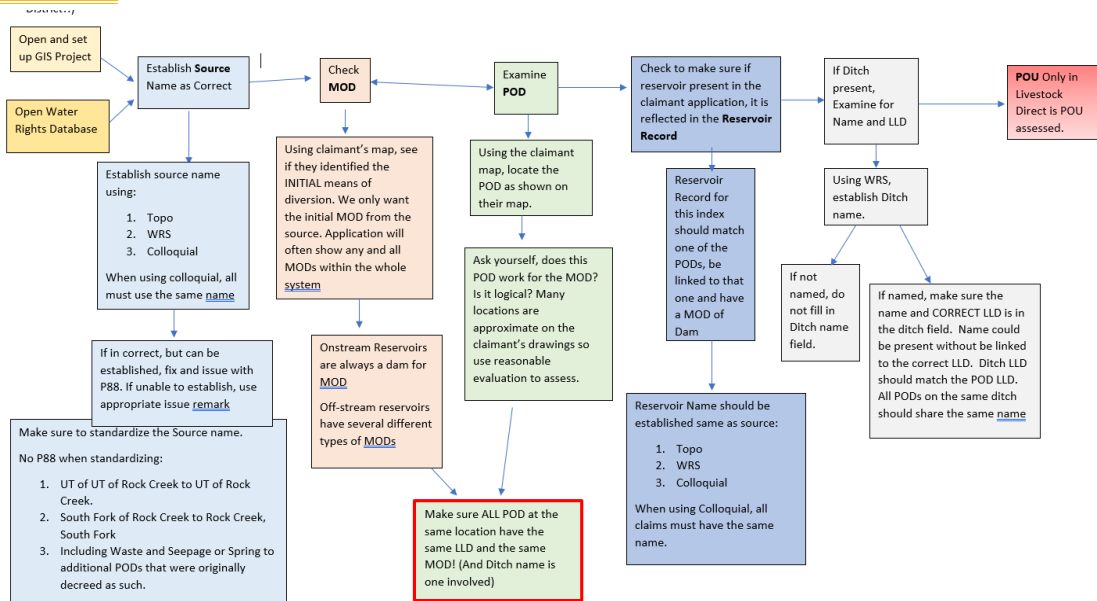 District?)
Open and set
up GIS Project
Open Water
Rights Database
Establish Source
Name as Correct
Establish source name
using:
1. Topo
2. WRS
3. Colloquial
When using colloquial, all
must use the same name
If in correct, but can be
established, fix and issue with
P88. If unable to establish, use
appropriate issue remark
Make sure to standardize the Source name.
No P88 when standardizing:
1. UT of UT of Rock Creek to UT of Rock
Creek.
2. South Fork of Rock Creek to Rock Creek,
South Fork
3. Including Waste and Seepage or Spring to
additional PODs that were originally
decreed as such.
Check
MOD
Using claimant's map, see
if they identified the
INITIAL means of
diversion. We only want
the initial MOD from the
source. Application will
often show any and all
MODs within the whole
system
Onstream Reservoirs
are always a dam for
MOD
Off-stream reservoirs
have several different
types of MODs
Examine
POD
Using the claimant
map, locate the
POD as shown on
their map.
Ask yourself, does this
POD work for the MOD?
Is it logical? Many
locations are
approximate on the
claimant's drawings so
use reasonable
evaluation to assess.
Make sure ALL POD at the
same location have the
same LLD and the same
MOD! (And Ditch name is
one involved)
Check to make sure if
reservoir present in the
claimant application, it is
reflected in the Reservoir
Record
Reservoir
Record for
this index
should match
one of the
PODs, be
linked to that
one and have
a MOD of
Dam
Reservoir Name should be
established same as source:
1. Topo
2. WRS
3. Colloquial
When using Colloquial, all
claims must have the same
name.
If Ditch
present,
Examine for
Name and LLD
Using WRS,
establish Ditch
name.
If not
named, do
not fill in
Ditch name
field.
If named, make sure the
name and CORRECT LLD is in
the ditch field. Name could
be present without be linked
to the correct LLD. Ditch LLD
should match the POD LLD.
All PODs on the same ditch
should share the same name
POU Only in
Livestock
Direct is POU
assessed.